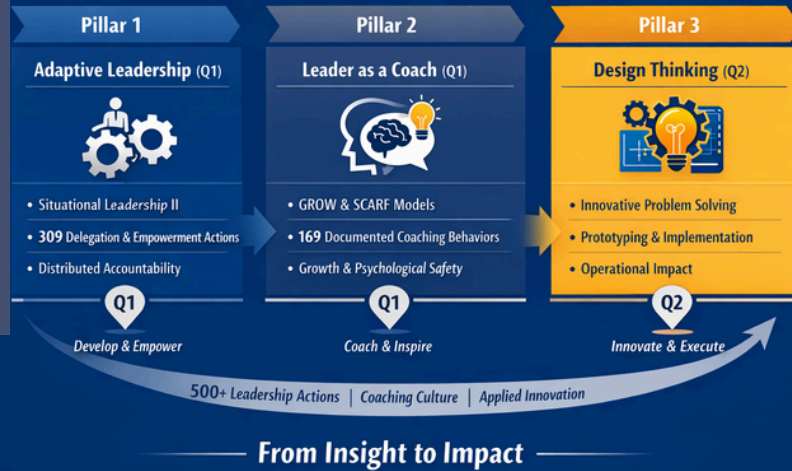 Pillar 1
Adaptive Leadership (Q1)
• Situational Leadership II
• 309 Delegation & Empowerment Actions
• Distributed Accountability
Q1
Develop & Empower
Pillar 2
Leader as a Coach (Q1)
• GROW & SCARF Models
• 169 Documented Coaching Behaviors
• Growth & Psychological Safety
Q1
Coach & Inspire
Pillar 3
Design Thinking (Q2)
• Innovative Problem Solving
• Prototyping & Implementation
• Operational Impact
Q2
Innovate & Execute
500+ Leadership Actions | Coaching Culture | Applied Innovation
From Insight to Impact